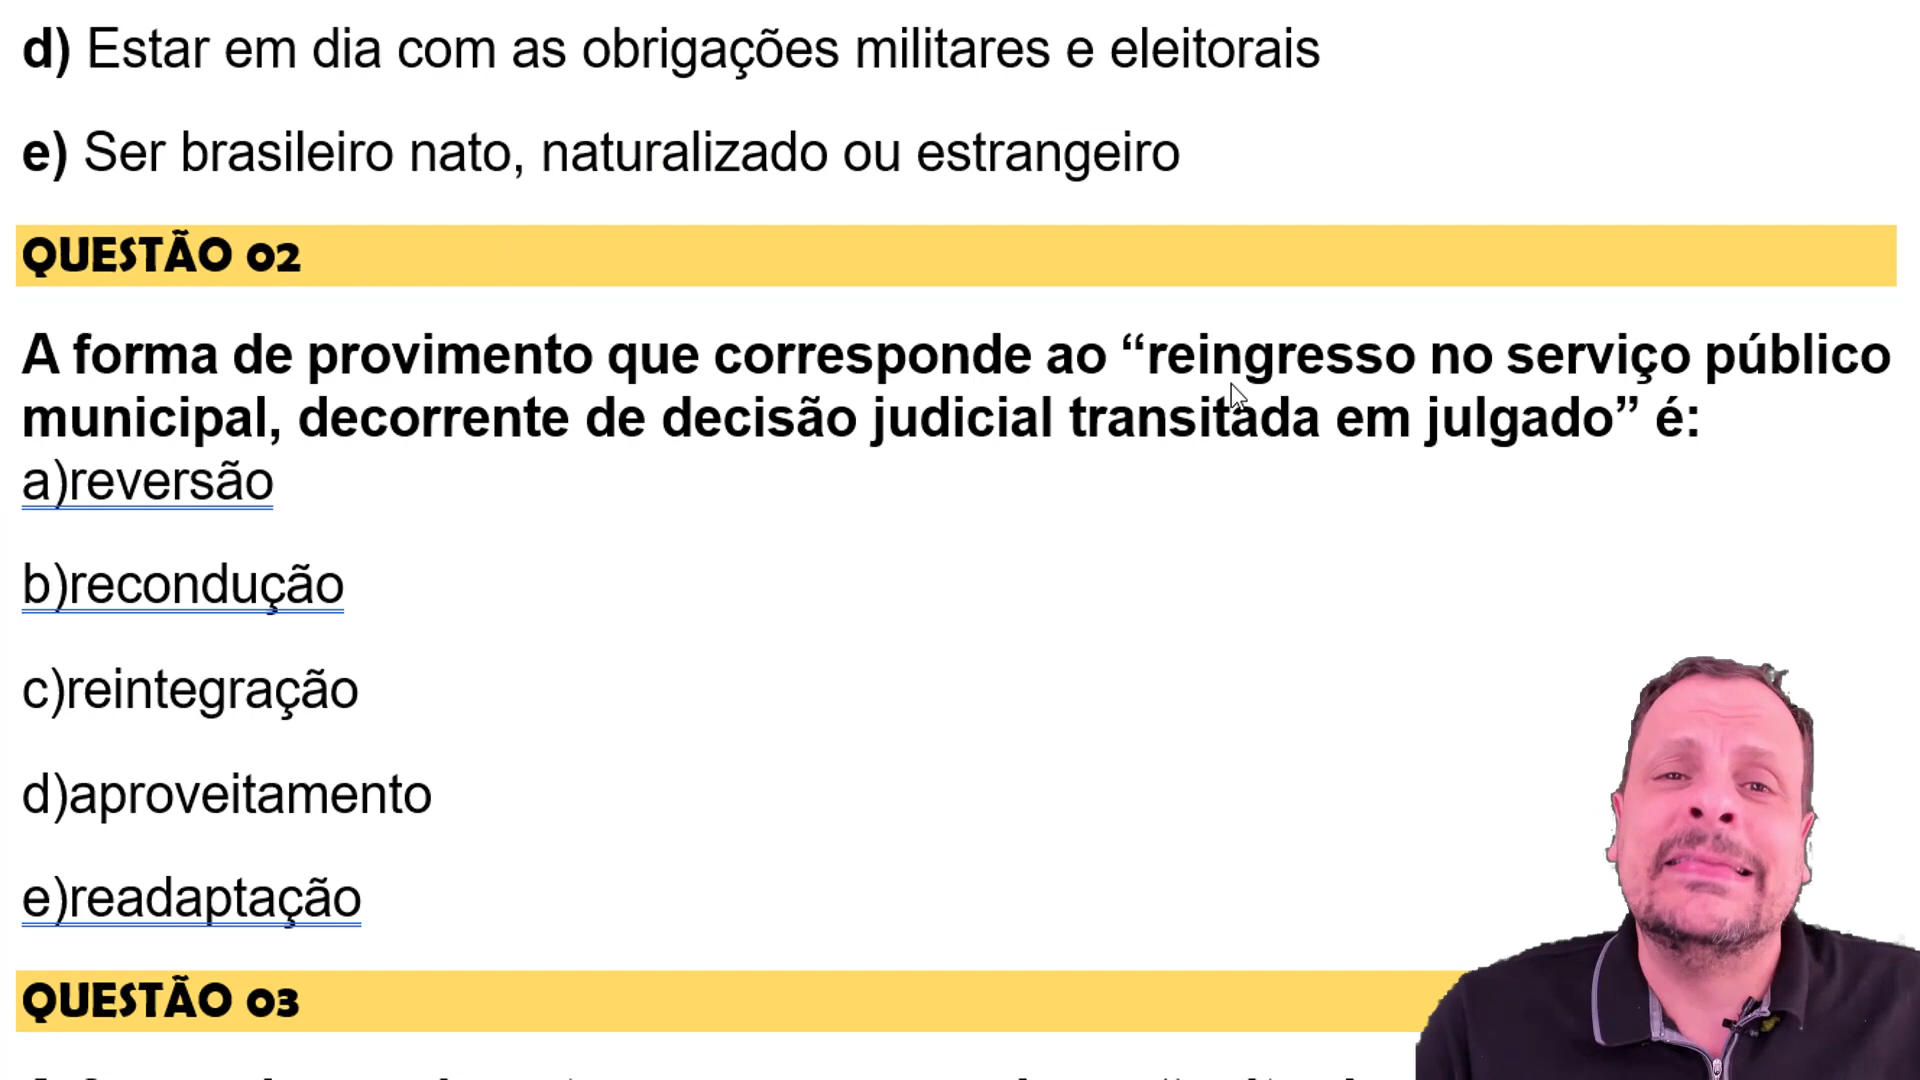 d) Estar em dia com as obrigações militares e eleitorais
e) Ser brasileiro nato, naturalizado ou estrangeiro
QUESTÃO 02
A forma de provimento que corresponde ao “reingresso no serviço público
municipal, decorrente de decisão judicial transitada em julgado” é:
a)reversão
b)recondução
c)reintegração
d)aproveitamento
e)readaptação
QUESTÃO 03